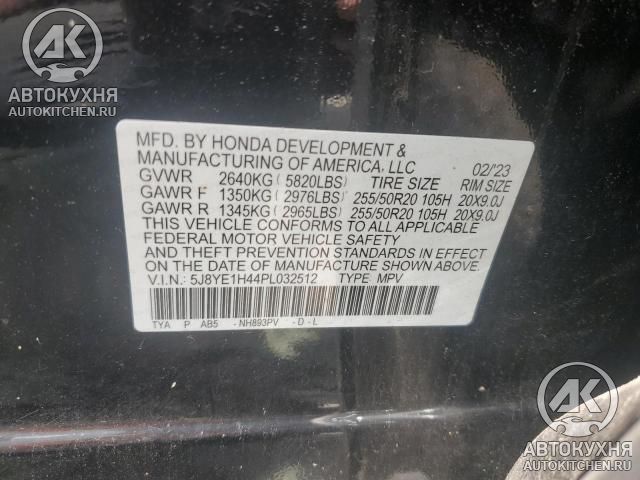 AK
АВТОКУХНЯ
AUTOKITCHEN.RU
MFD. BY HONDA DEVELOPMENT &
MANUFACTURING OF AMERICA, LLC 02/'23
GVWR 2640KG ( 5820LBS) TIRE SIZE RIM SIZE
GAWR F 1350KG ( 2976LBS) 255/50R20 105H 20X9.0J
GAWR R 1345KG ( 2965LBS) 255/50R20 105H 20X9.0J
THIS VEHICLE CONFORMS TO ALL APPLICABLE
FEDERAL MOTOR VEHICLE SAFETY
AND THEFT PREVENTION STANDARDS IN EFFECT
ON THE DATE OF MANUFACTURE SHOWN ABOVE.
V.I.N.: 5J8YE1H44PL032512 TYPE MPV
TYA P AB5 -NH893PV -D-L
AK
АВТОКУХНЯ
AUTOKITCHEN.RU